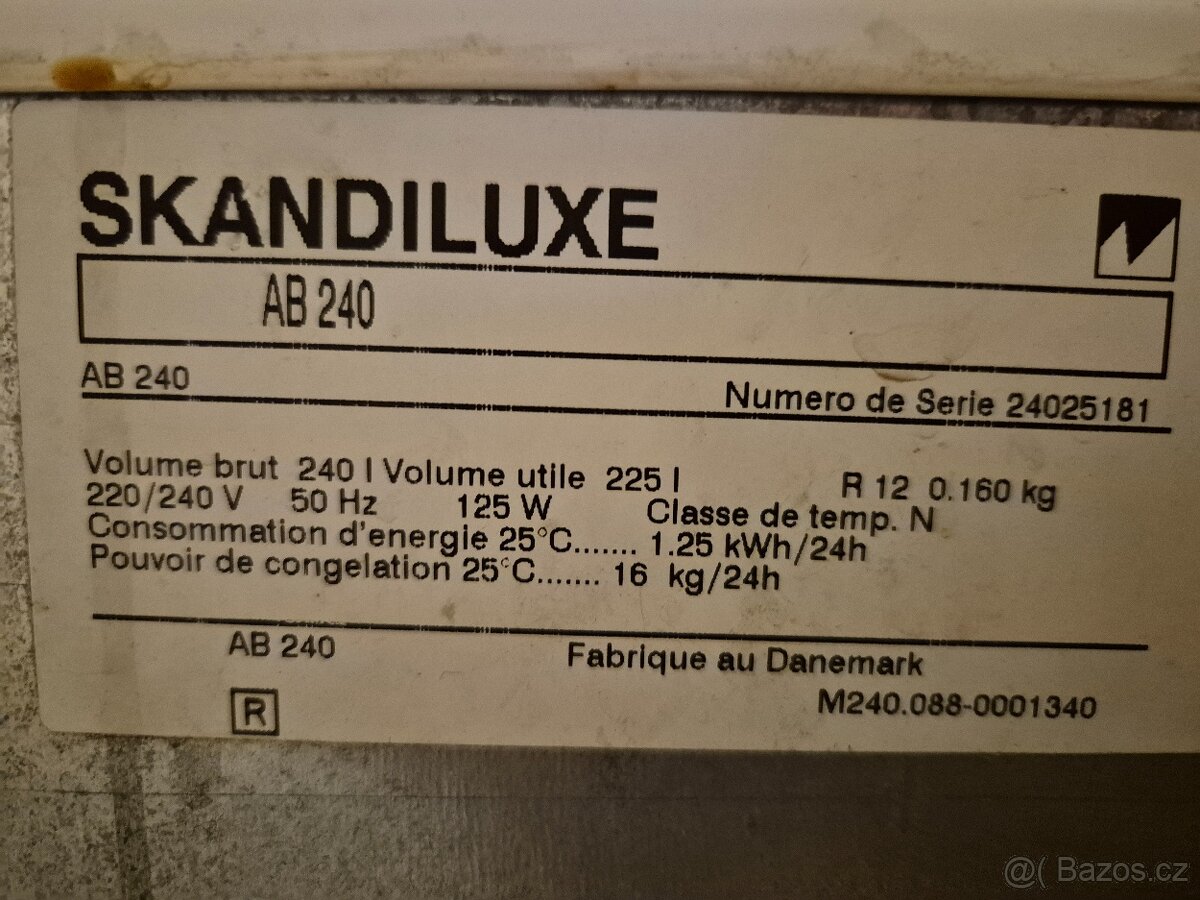 SKANDILUXE
AB 240
AB 240
Numero de Serie 24025181
Volume brut 240 l Volume utile 225 l R 12 0.160 kg
220/240 V 50 Hz 125 W Classe de temp. N
Consommation d'energie 25°C....... 1.25 kWh/24h
Pouvoir de congelation 25°C....... 16 kg/24h
AB 240 Fabrique au Danemark
R M240.088-0001340
@( Bazos.cz